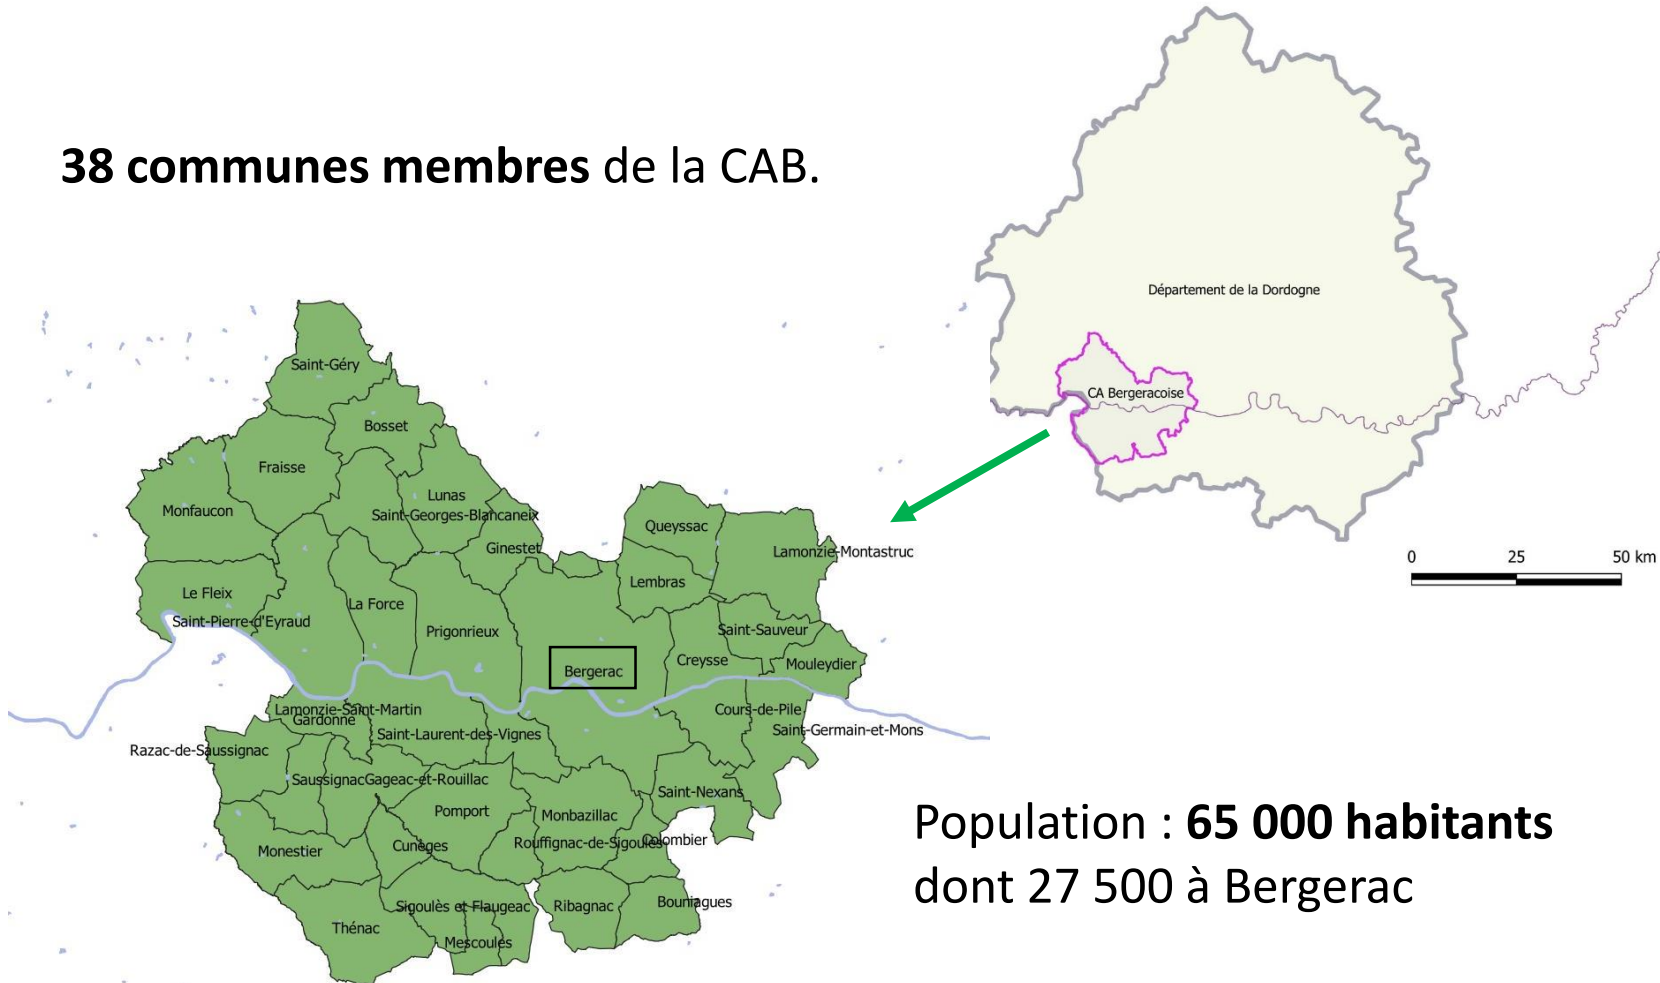 38 communes membres de la CAB.
Département de la Dordogne
CA Bergeracoise
0 25 50 km
Saint-Géry
Bosset
Fraisse
Lunas
Monfaucon
Saint-Georges-Blancaneix
Queyssac
Ginestet
Lamonzie-Montastruc
Lembras
Le Fleix
La Force
Saint-Pierre-d'Eyraud
Prigonrieux
Saint-Sauveur
Bergerac
Creysse
Mouleydier
Lamonzie-Saint-Martin
Gardonne
Cours-de-Pile
Saint-Laurent-des-Vignes
Saint-Germain-et-Mons
Razac-de-Saussignac
Saussignac
Gageac-et-Rouillac
Saint-Nexans
Pomport
Monbazillac
Cunèges
Rouffignac-de-Sigoulès
Colombier
Monestier
Sigoulès et Flaugeac
Ribagnac
Bouniagues
Thénac
Mescoules
Population : 65 000 habitants
dont 27 500 à Bergerac